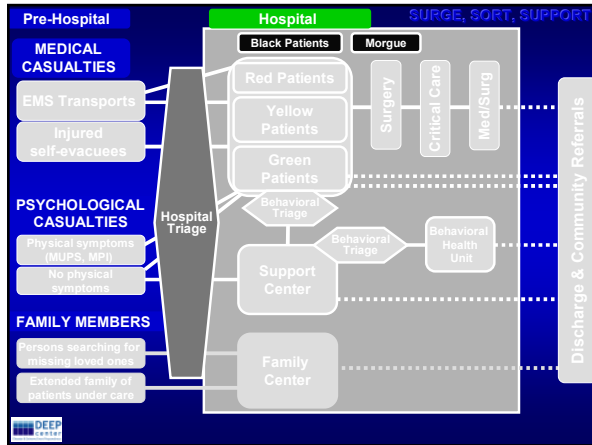 Pre-Hospital
Hospital
SURGE, SORT, SUPPORT
Black Patients
Morgue
MEDICAL
CASUALTIES
EMS Transports
Injured
self-evacuees
PSYCHOLOGICAL
CASUALTIES
Physical symptoms
(MUPS, MPI)
No physical
symptoms
FAMILY MEMBERS
Persons searching for
missing loved ones
Extended family of
patients under care
Hospital
Triage
Red Patients
Yellow
Patients
Green
Patients
Surgery
Critical Care
Med/Surg
Behavioral
Triage
Behavioral
Triage
Behavioral
Health
Unit
Support
Center
Family
Center
Discharge & Community Referrals
DEEP
center